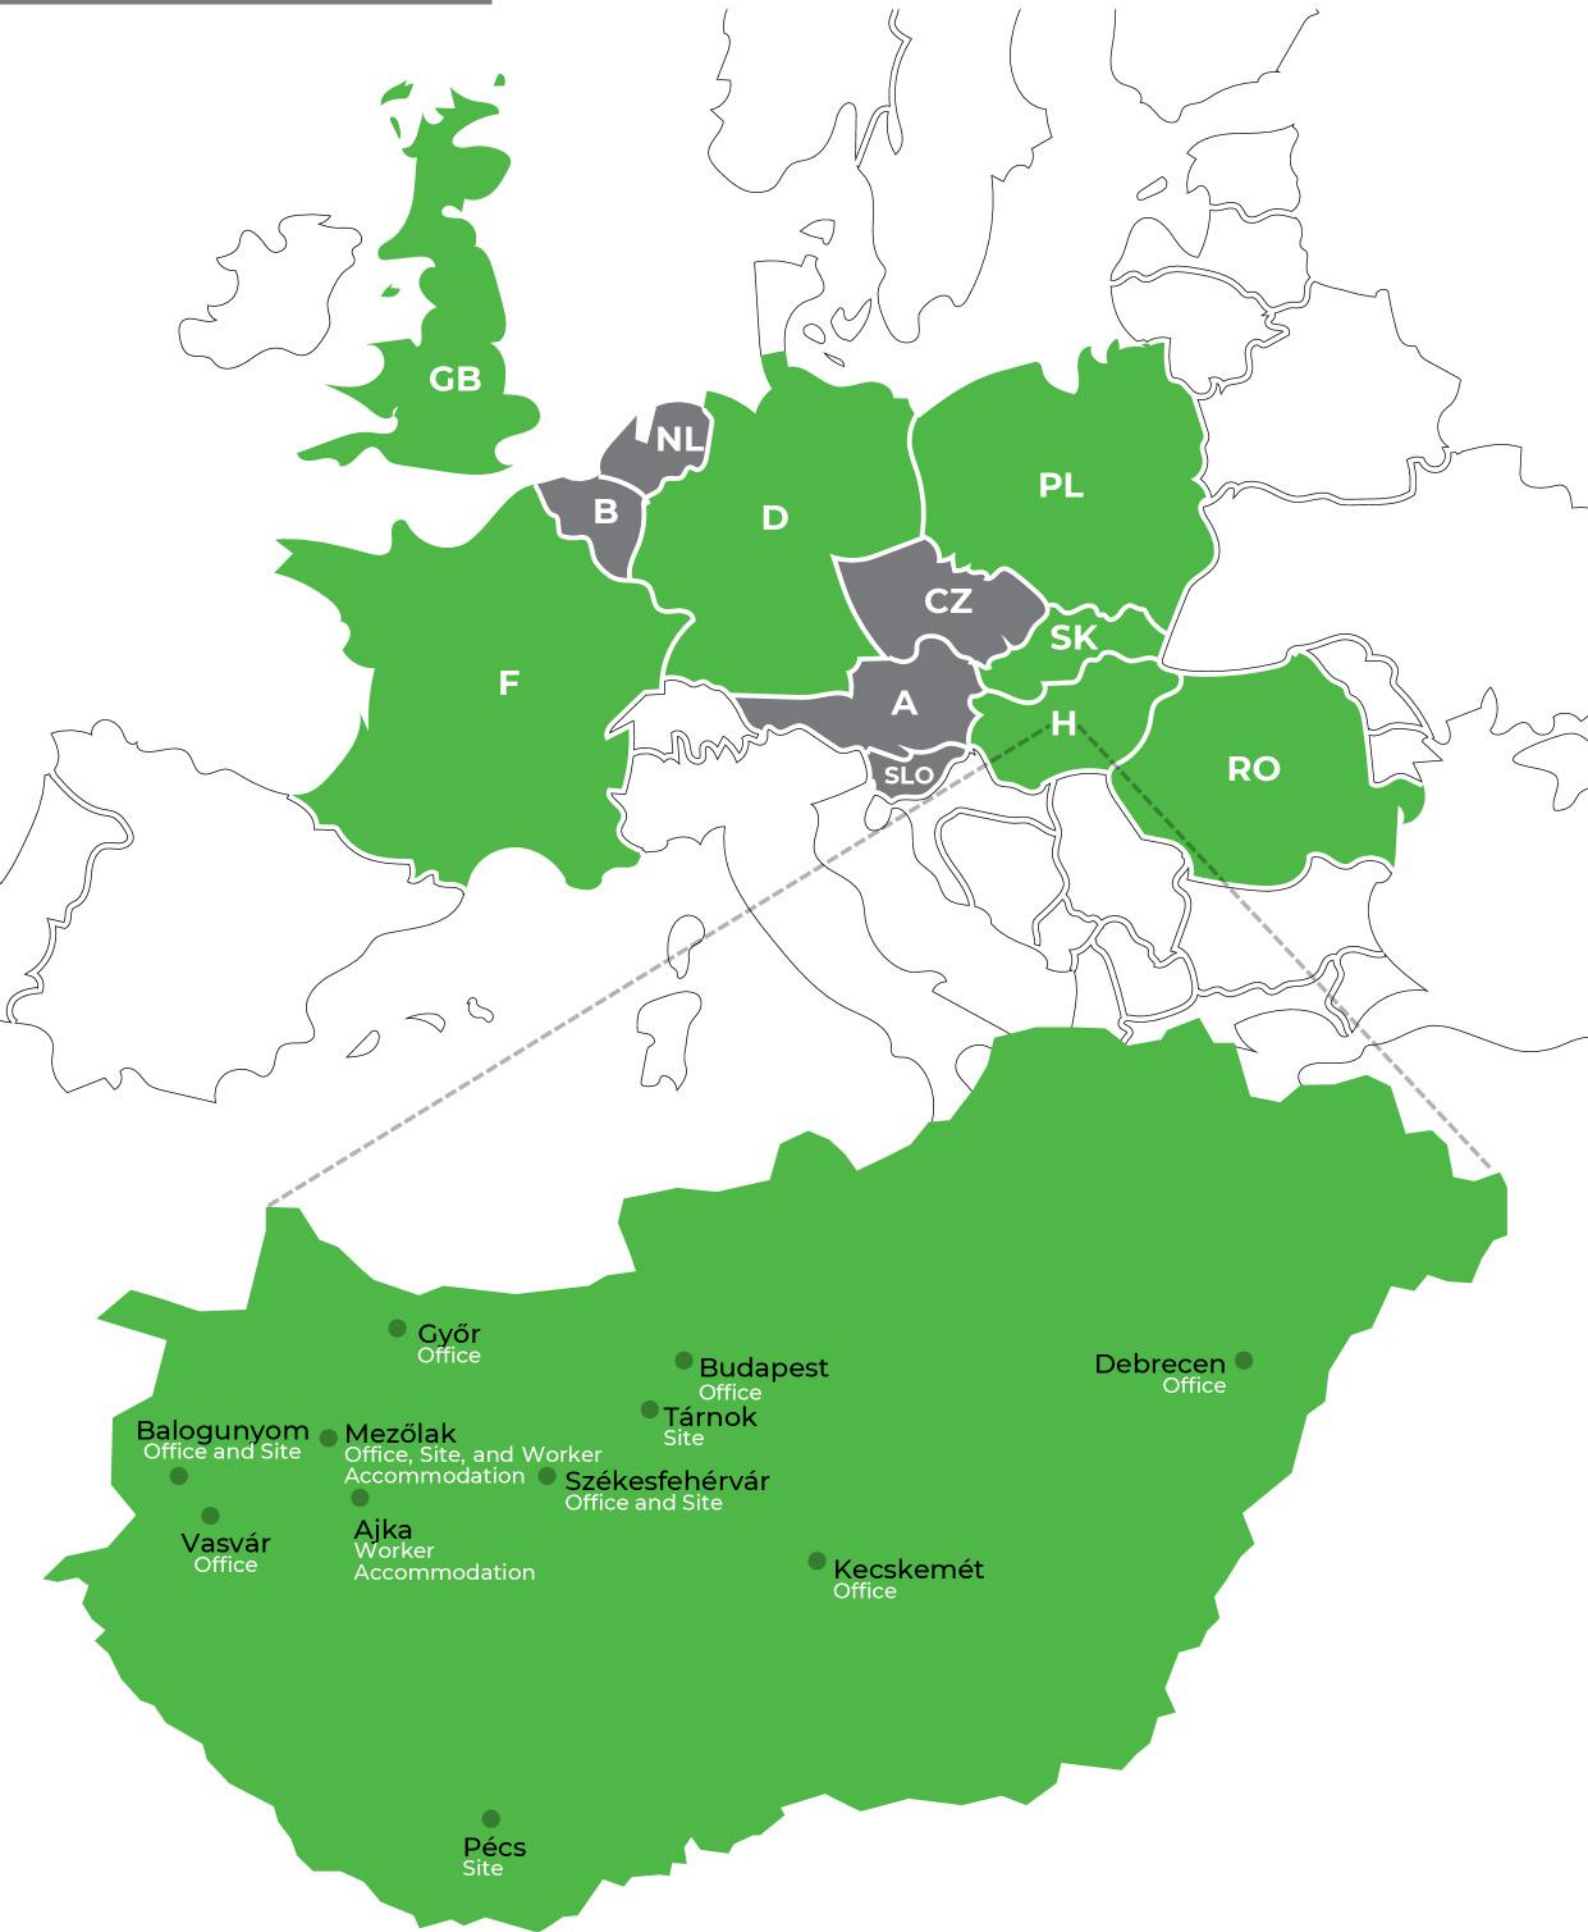 GB
NL
B
D
PL
CZ
SK
F
A
H
SLO
RO
Győr
Office
Budapest
Office
Debrecen
Office
Tárnok
Site
Balogunyom
Office and Site
Mezőlak
Office, Site, and Worker
Accommodation
Székesfehérvár
Office and Site
Vasvár
Office
Ajka
Worker
Accommodation
Kecskemét
Office
Pécs
Site